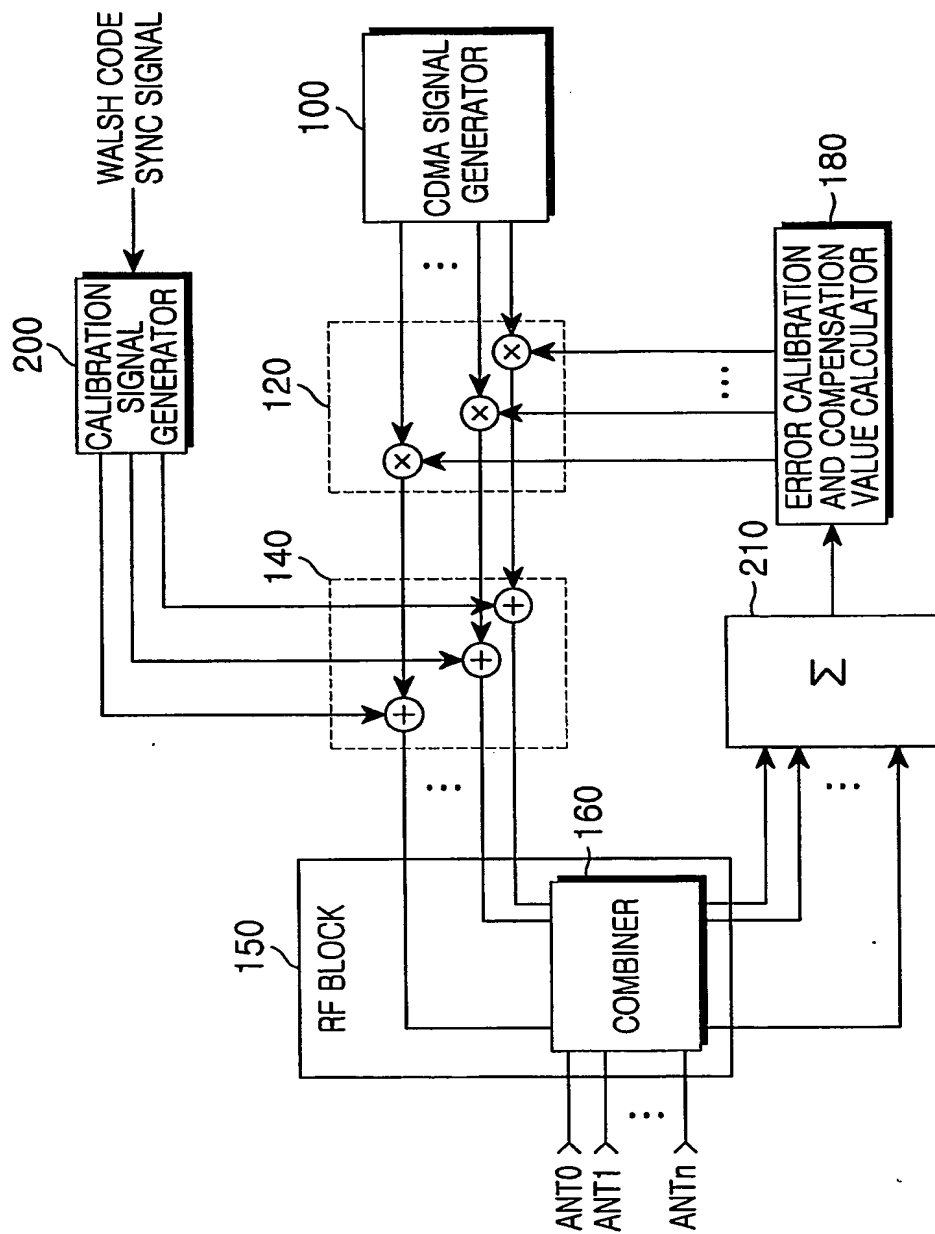 WALSH CODE
SYNC SIGNAL
200
CALIBRATION
SIGNAL
GENERATOR
100
CDMA SIGNAL
GENERATOR
...
120
×
×
×
140
+
+
+
...
...
180
ERROR CALIBRATION
AND COMPENSATION
VALUE CALCULATOR
210
Σ
...
150
RF BLOCK
160
COMBINER
ANT0
ANT1
...
ANTn